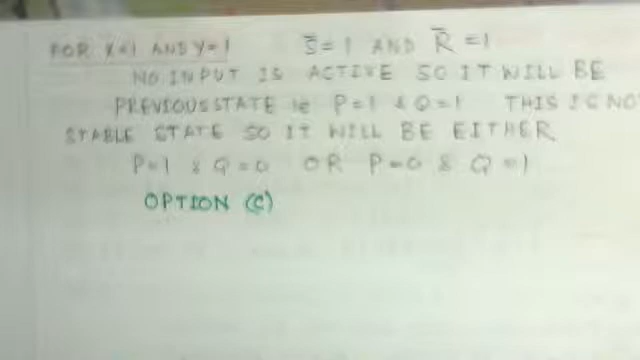 FOR X=1 AND Y=1 S̅=1 AND R̅=1
NO INPUT IS ACTIVE SO IT WILL BE
PREVIOUS STATE ie P=1 & Q=1 THIS IS NO
STABLE STATE SO IT WILL BE EITHER
P=1 & Q=0 OR P=0 & Q=1
OPTION (C)